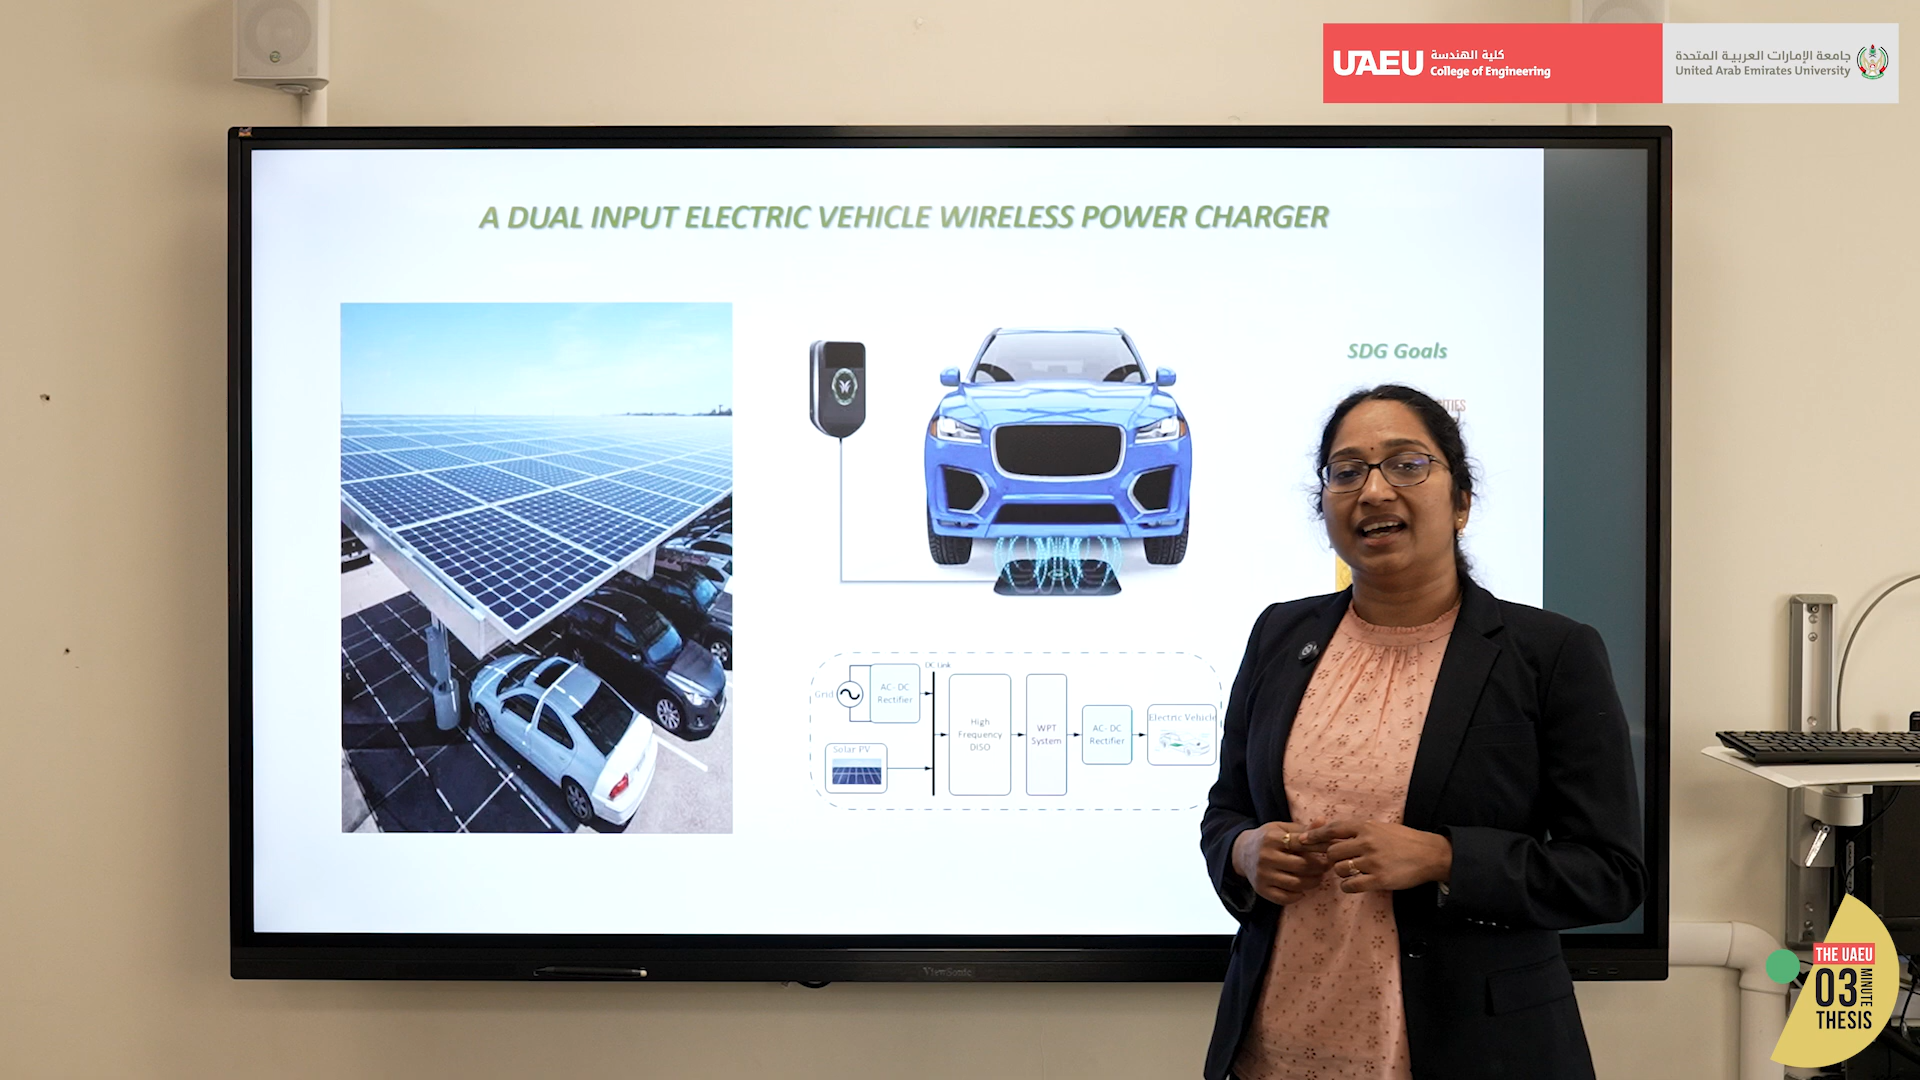 UAEU
كلية الهندسة
College of Engineering
جامعة الإمارات العربية المتحدة
United Arab Emirates University
A DUAL INPUT ELECTRIC VEHICLE WIRELESS POWER CHARGER
SDG Goals
Grid
AC-DC
Rectifier
DC Link
Solar PV
High
Frequency
DISO
WPT
System
AC-DC
Rectifier
Electric Vehicle
ViewSonic
THE UAEU
03
MINUTE
THESIS